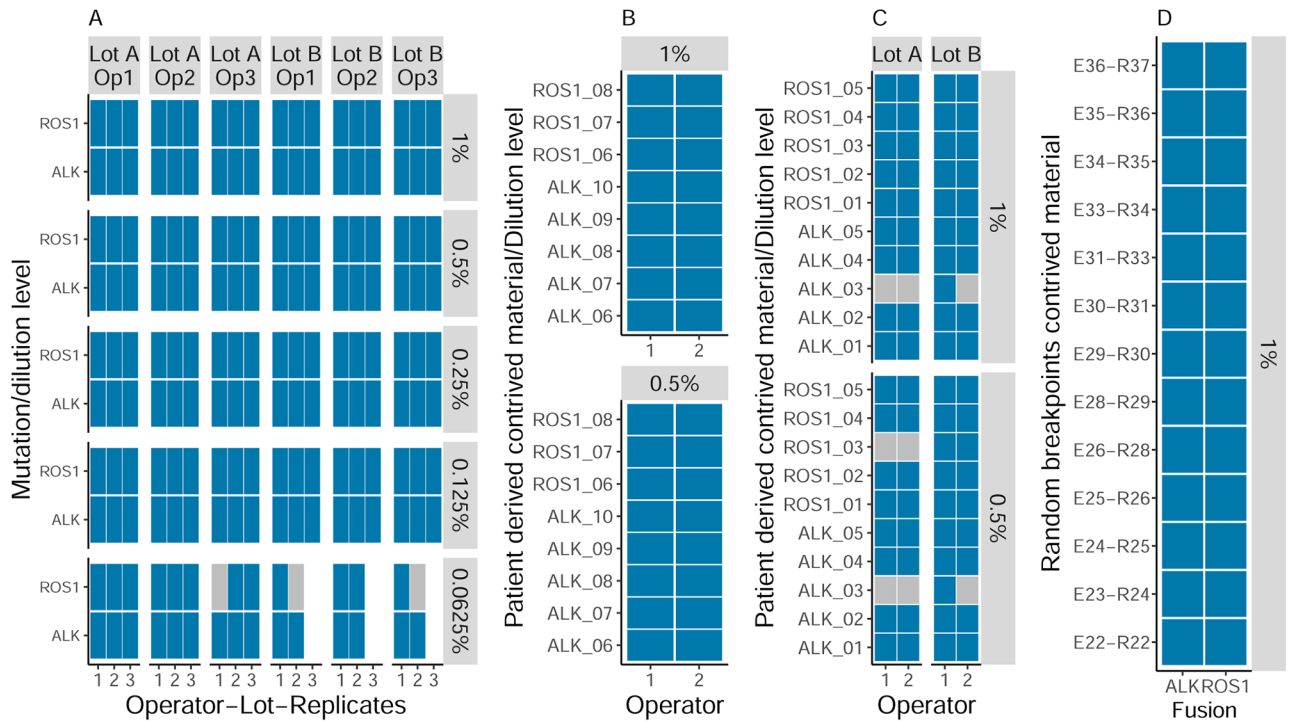 A
Lot A Op1
Lot A Op2
Lot A Op3
Lot B Op1
Lot B Op2
Lot B Op3
Mutation/dilution level
ROS1
ALK
1%
ROS1
ALK
0.5%
ROS1
ALK
0.25%
ROS1
ALK
0.125%
ROS1
ALK
0.0625%
1 2 3
1 2 3
1 2 3
1 2 3
1 2 3
1 2 3
Operator–Lot–Replicates
B
Patient derived contrived material/Dilution level
1%
ROS1_08
ROS1_07
ROS1_06
ALK_10
ALK_09
ALK_08
ALK_07
ALK_06
1 2
0.5%
ROS1_08
ROS1_07
ROS1_06
ALK_10
ALK_09
ALK_08
ALK_07
ALK_06
1 2
Operator
C
Patient derived contrived material/Dilution level
Lot A
Lot B
ROS1_05
ROS1_04
ROS1_03
ROS1_02
ROS1_01
ALK_05
ALK_04
ALK_03
ALK_02
ALK_01
1%
ROS1_05
ROS1_04
ROS1_03
ROS1_02
ROS1_01
ALK_05
ALK_04
ALK_03
ALK_02
ALK_01
0.5%
1 2
1 2
Operator
D
Random breakpoints contrived material
E36–R37
E35–R36
E34–R35
E33–R34
E31–R33
E30–R31
E29–R30
E28–R29
E26–R28
E25–R26
E24–R25
E23–R24
E22–R22
1%
ALK ROS1
Fusion